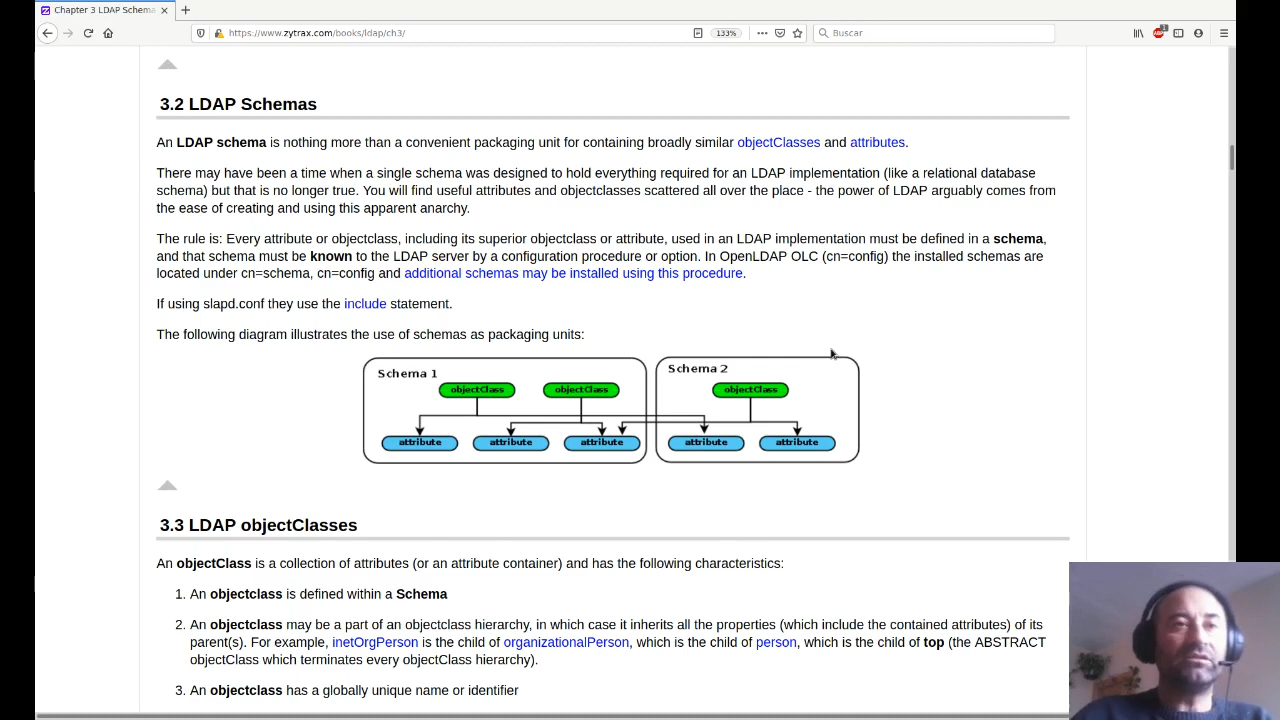 Chapter 3 LDAP Schema
https://www.zytrax.com/books/ldap/ch3/
133%
Buscar
ABP
1
3.2 LDAP Schemas
An LDAP schema is nothing more than a convenient packaging unit for containing broadly similar objectClasses and attributes.
There may have been a time when a single schema was designed to hold everything required for an LDAP implementation (like a relational database
schema) but that is no longer true. You will find useful attributes and objectclasses scattered all over the place - the power of LDAP arguably comes from
the ease of creating and using this apparent anarchy.
The rule is: Every attribute or objectclass, including its superior objectclass or attribute, used in an LDAP implementation must be defined in a schema,
and that schema must be known to the LDAP server by a configuration procedure or option. In OpenLDAP OLC (cn=config) the installed schemas are
located under cn=schema, cn=config and additional schemas may be installed using this procedure.
If using slapd.conf they use the include statement.
The following diagram illustrates the use of schemas as packaging units:
Schema 1
objectClass
objectClass
attribute
attribute
attribute
Schema 2
objectClass
attribute
attribute
3.3 LDAP objectClasses
An objectClass is a collection of attributes (or an attribute container) and has the following characteristics:
1. An objectclass is defined within a Schema
2. An objectclass may be a part of an objectclass hierarchy, in which case it inherits all the properties (which include the contained attributes) of its
parent(s). For example, inetOrgPerson is the child of organizationalPerson, which is the child of person, which is the child of top (the ABSTRACT
objectClass which terminates every objectClass hierarchy).
3. An objectclass has a globally unique name or identifier